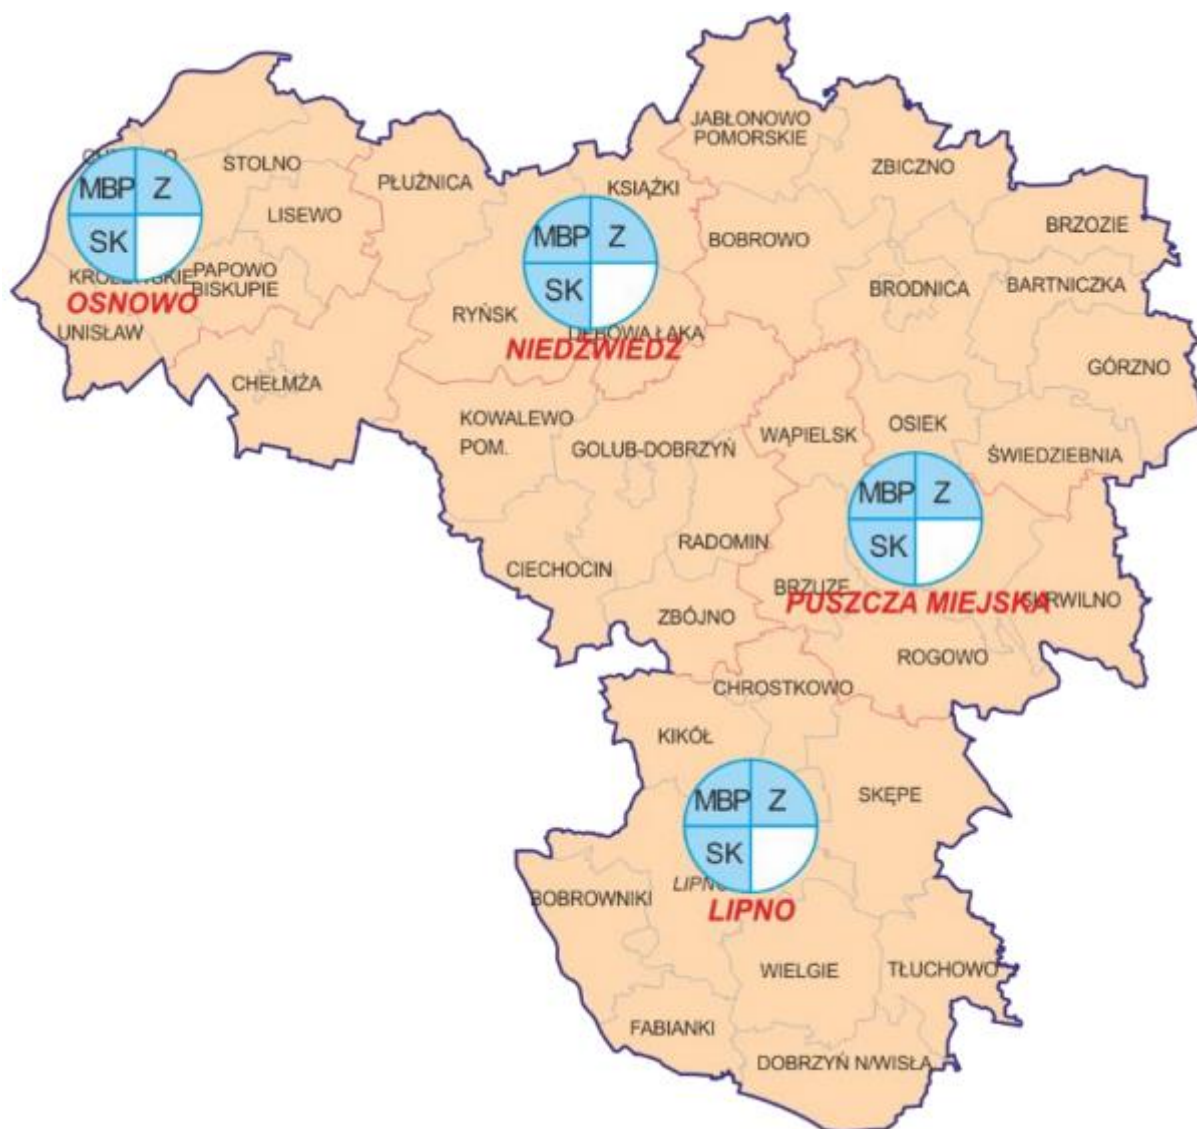 JABŁONOWO
POMORSKIE
STOLNO
ZBICZNO
PŁUŻNICA
KSIĄŻKI
MBP Z
LISEWO
BRZOZIE
SK
MBP Z
BOBROWO
PAPOWO
BISKUPIE
SK
BRODNICA
BARTNICZKA
OSNOWO
RYŃSK
UNISŁAW
NIEDŹWIEDŹ
GÓRZNO
CHEŁMŻA
KOWALEWO
POM.
GOLUB-DOBRZYŃ
WĄPIELSK
OSIEK
ŚWIEDZIEBNIA
MBP Z
SK
RADOMIN
CIECHOCIN
BRZUZE
PUSZCZA MIEJSKA
ZBÓJNO
ROGOWO
CHROSTKOWO
KIKÓŁ
MBP Z
SKĘPE
SK
LIPNO
BOBROWNIKI
LIPNO
WIELGIE
TŁUCHOWO
FABIANKI
DOBRZYŃ N/WISŁĄ